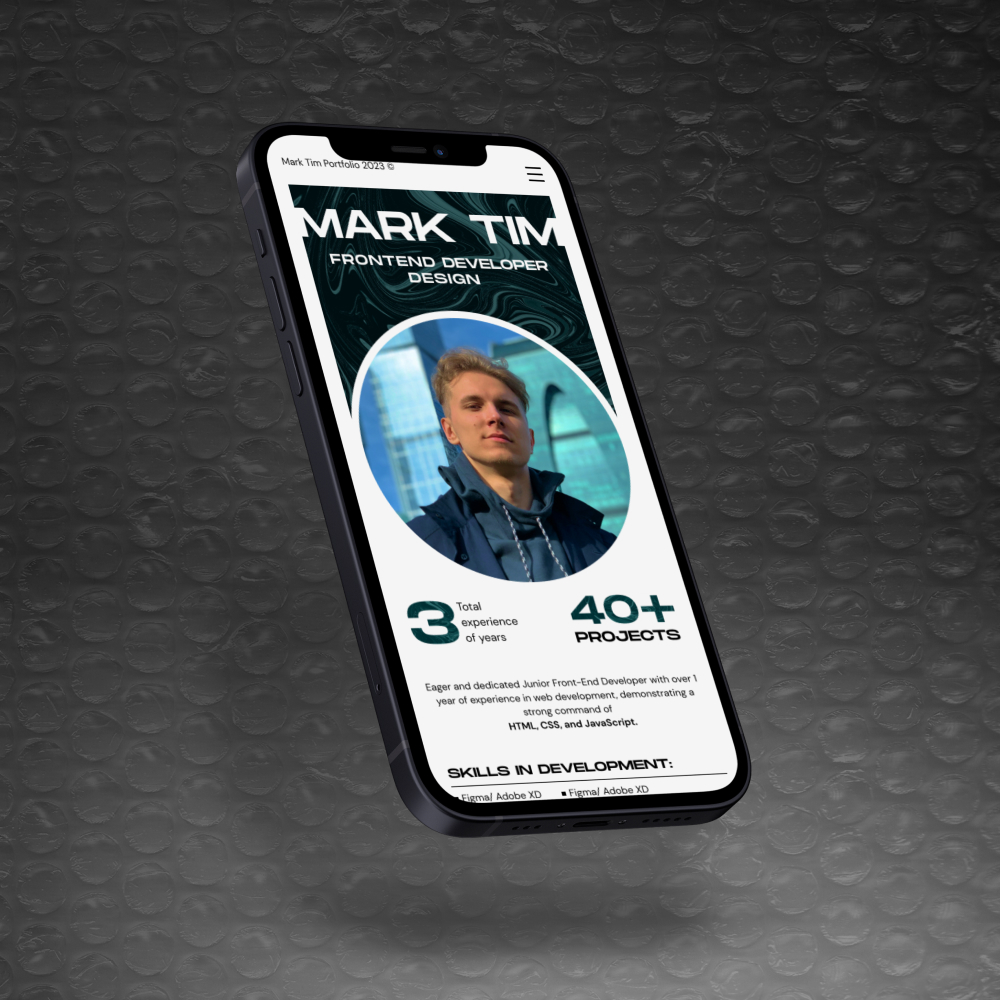 Mark Tim Portfolio 2023 ©
MARK TIM
FRONTEND DEVELOPER
DESIGN
3
Total
experience
of years
40+
PROJECTS
Eager and dedicated Junior Front-End Developer with over 1
year of experience in web development, demonstrating a
strong command of
HTML, CSS, and JavaScript.
SKILLS IN DEVELOPMENT:
▪ Figma/ Adobe XD ▪ Figma/ Adobe XD